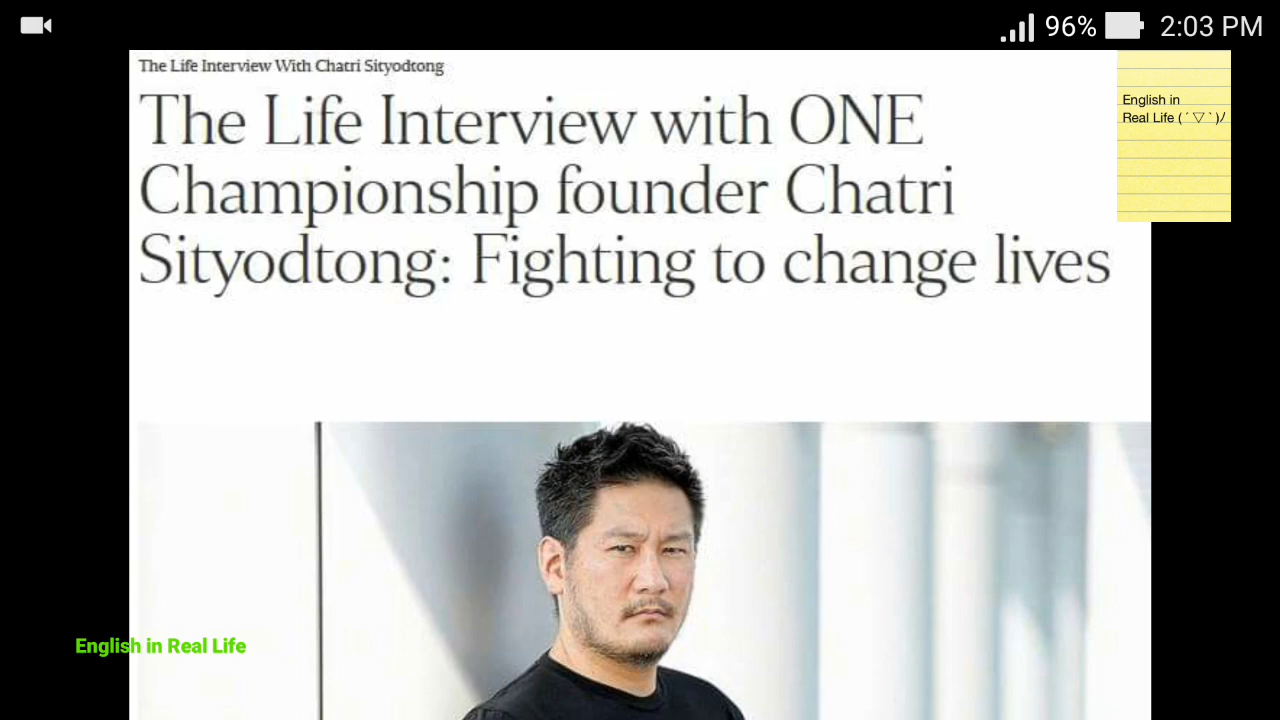 96% 2:03 PM
The Life Interview With Chatri Sityodtong
The Life Interview with ONE
Championship founder Chatri
Sityodtong: Fighting to change lives
English in
Real Life ( ´ ▽ ` )/
English in Real Life